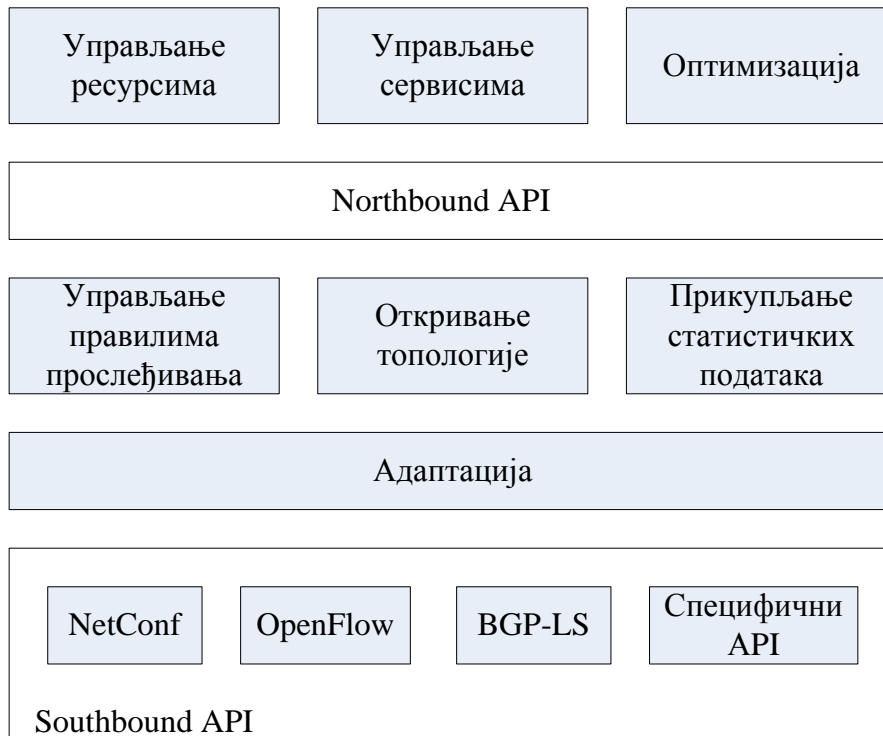 Управљање
ресурсима
Управљање
сервисима
Оптимизација
Northbound API
Управљање
правилима
прослеђивања
Откривање
топологије
Прикупљање
статистичких
података
Адаптација
NetConf
OpenFlow
BGP-LS
Специфични
API
Southbound API